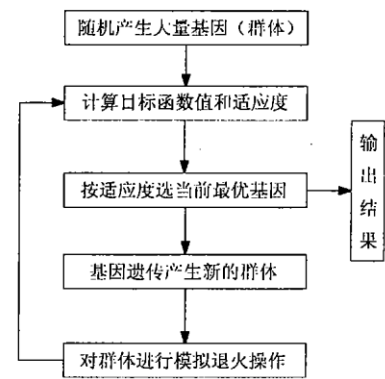 随机产生大量基因（群体）
计算目标函数值和适应度
按适应度选当前最优基因
输出结果
基因遗传产生新的群体
对群体进行模拟退火操作